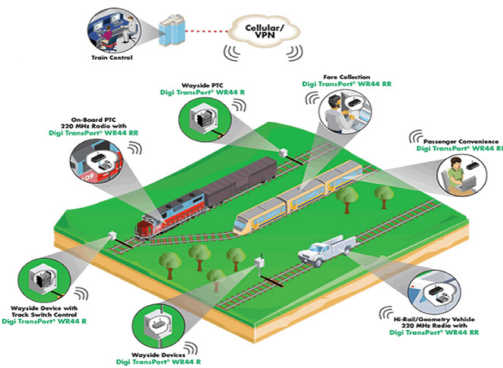 Cellular/
VPN
Train Control
Wayside PTC
Digi TransPort® WR44 R
Fare Collection
Digi TransPort® WR44 RR
On-Board PTC
220 MHz Radio with
Digi TransPort® WR44 RR
Passenger Convenience
Digi TransPort® WR44 RR
Wayside Device with
Track Switch Control
Digi TransPort® WR44 R
Wayside Devices
Digi TransPort® WR44 R
Hi-Rail/Geometry Vehicle
220 MHz Radio with
Digi TransPort® WR44 RR